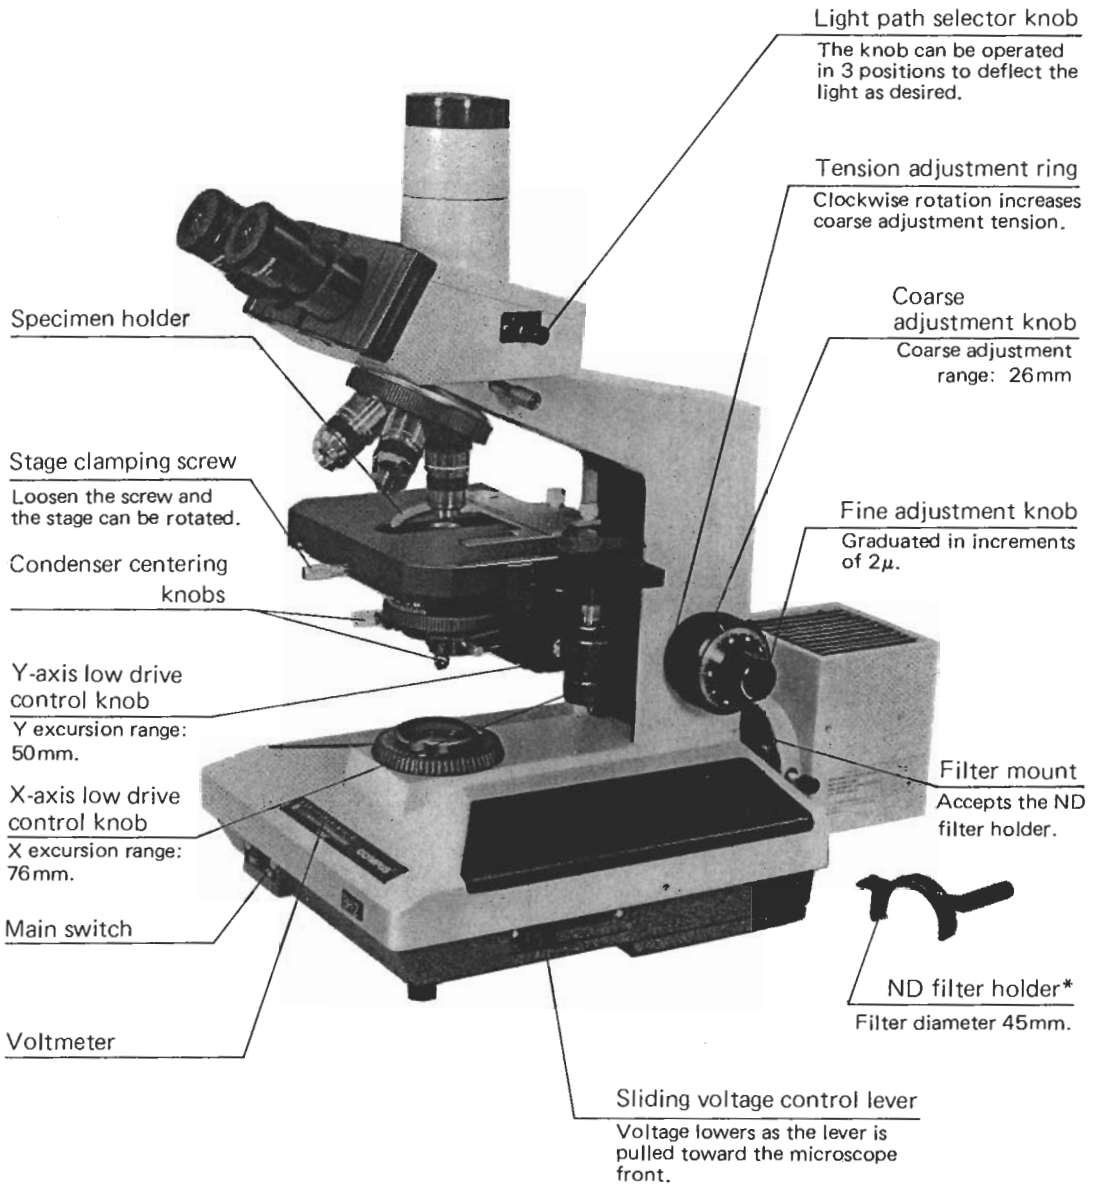 Light path selector knob
The knob can be operated
in 3 positions to deflect the
light as desired.
Tension adjustment ring
Clockwise rotation increases
coarse adjustment tension.
Coarse
adjustment knob
Coarse adjustment
range: 26mm
Fine adjustment knob
Graduated in increments
of 2μ.
Filter mount
Accepts the ND
filter holder.
ND filter holder*
Filter diameter 45mm.
Sliding voltage control lever
Voltage lowers as the lever is
pulled toward the microscope
front.
Specimen holder
Stage clamping screw
Loosen the screw and
the stage can be rotated.
Condenser centering
knobs
Y-axis low drive
control knob
Y excursion range:
50mm.
X-axis low drive
control knob
X excursion range:
76mm.
Main switch
Voltmeter